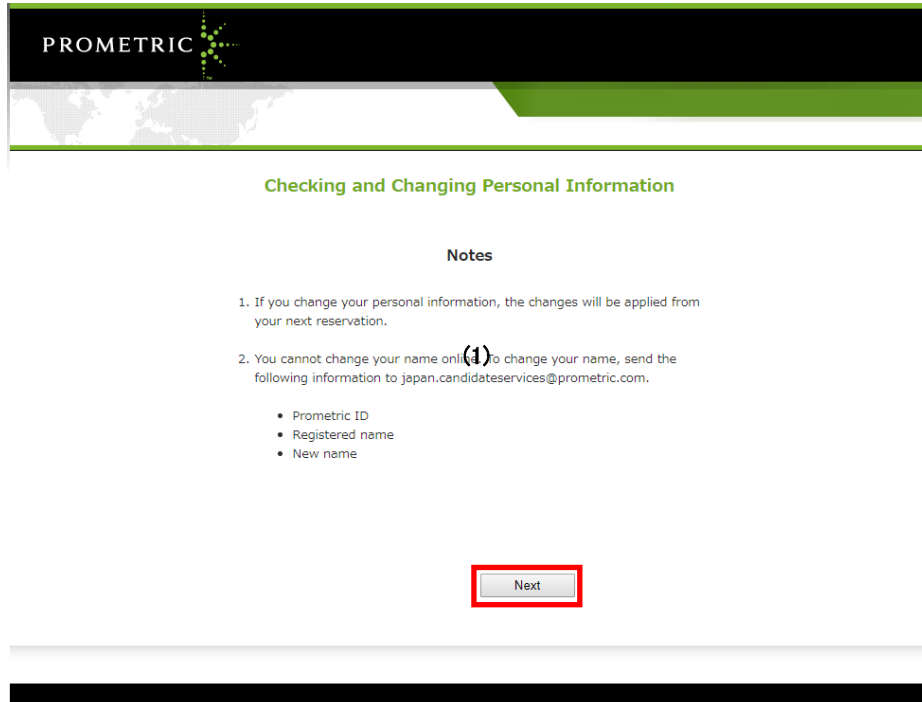 PROMETRIC
Checking and Changing Personal Information
Notes
1. If you change your personal information, the changes will be applied from
your next reservation.
2. You cannot change your name online. To change your name, send the
(1)
following information to japan.candidateservices@prometric.com.
• Prometric ID
• Registered name
• New name
Next